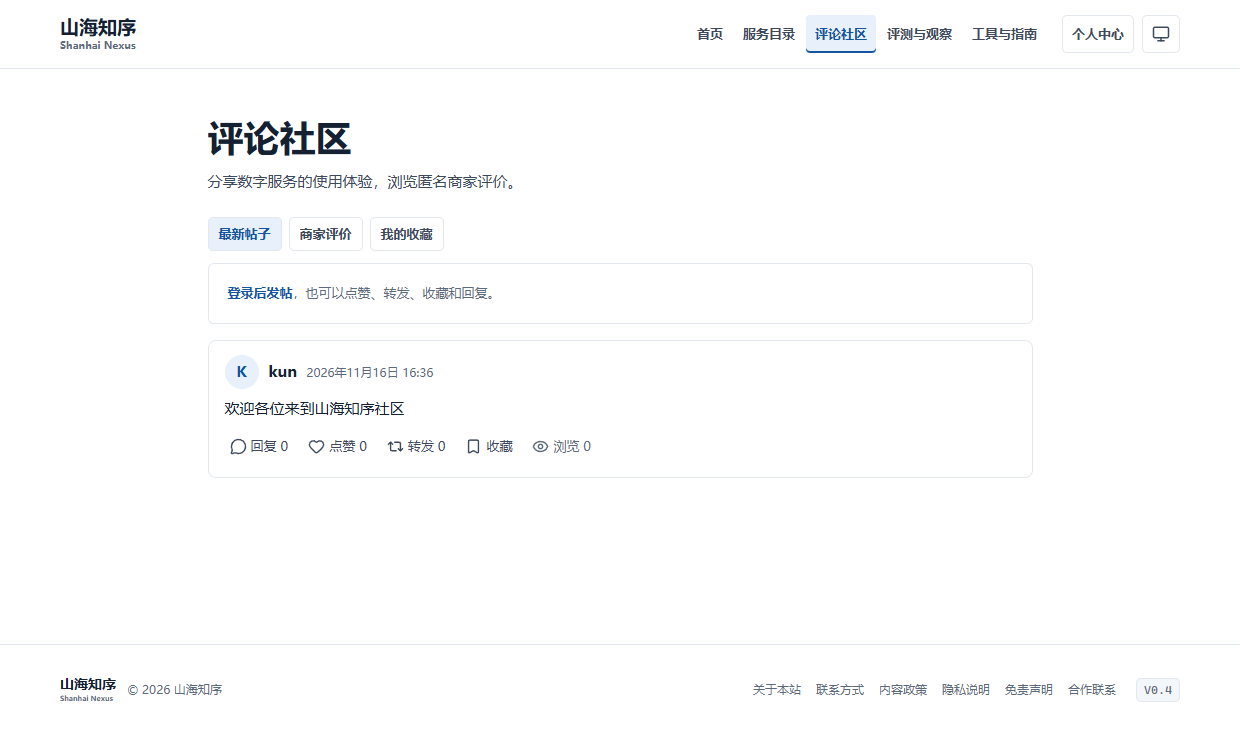 山海知序
Shanhai Nexus
首页 服务目录 评论社区 评测与观察 工具与指南 个人中心
评论社区
分享数字服务的使用体验，浏览匿名商家评价。
最新帖子 商家评价 我的收藏
登录后发帖，也可以点赞、转发、收藏和回复。
K kun 2026年11月16日 16:36
欢迎各位来到山海知序社区
回复 0 点赞 0 转发 0 收藏 浏览 0
山海知序
Shanhai Nexus
© 2026 山海知序
关于本站 联系方式 内容政策 隐私说明 免责声明 合作联系 V0.4